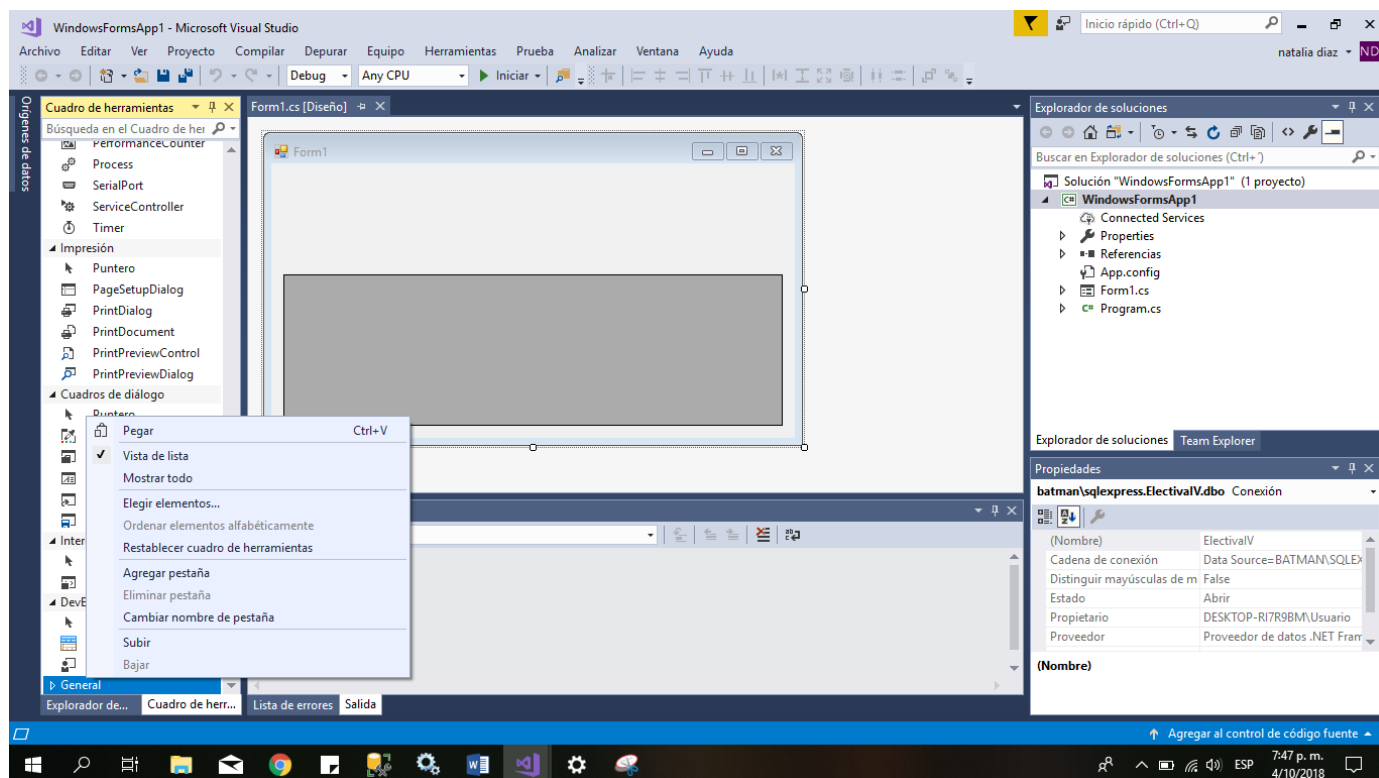 WindowsFormsApp1 - Microsoft Visual Studio
Inicio rápido (Ctrl+Q)
Archivo Editar Ver Proyecto Compilar Depurar Equipo Herramientas Prueba Analizar Ventana Ayuda
natalia diaz ND
Debug Any CPU Iniciar
Orígenes de datos
Cuadro de herramientas
Búsqueda en el Cuadro de her
PerformanceCounter
Process
SerialPort
ServiceController
Timer
Impresión
Puntero
PageSetupDialog
PrintDialog
PrintDocument
PrintPreviewControl
PrintPreviewDialog
Cuadros de diálogo
Puntero
Inter
DevE
General
Explorador de... Cuadro de herr...
Pegar Ctrl+V
Vista de lista
Mostrar todo
Elegir elementos...
Ordenar elementos alfabéticamente
Restablecer cuadro de herramientas
Agregar pestaña
Eliminar pestaña
Cambiar nombre de pestaña
Subir
Bajar
Form1.cs [Diseño]
Form1
Lista de errores Salida
Explorador de soluciones
Buscar en Explorador de soluciones (Ctrl+´)
Solución "WindowsFormsApp1" (1 proyecto)
C# WindowsFormsApp1
Connected Services
Properties
Referencias
App.config
Form1.cs
C# Program.cs
Explorador de soluciones Team Explorer
Propiedades
batman\sqlexpress.ElectivaIV.dbo Conexión
(Nombre) ElectivaIV
Cadena de conexión Data Source=BATMAN\SQLEX
Distinguir mayúsculas de m False
Estado Abrir
Propietario DESKTOP-RI7R9BM\Usuario
Proveedor Proveedor de datos .NET Fram
(Nombre)
Agregar al control de código fuente
ESP
7:47 p. m.
4/10/2018